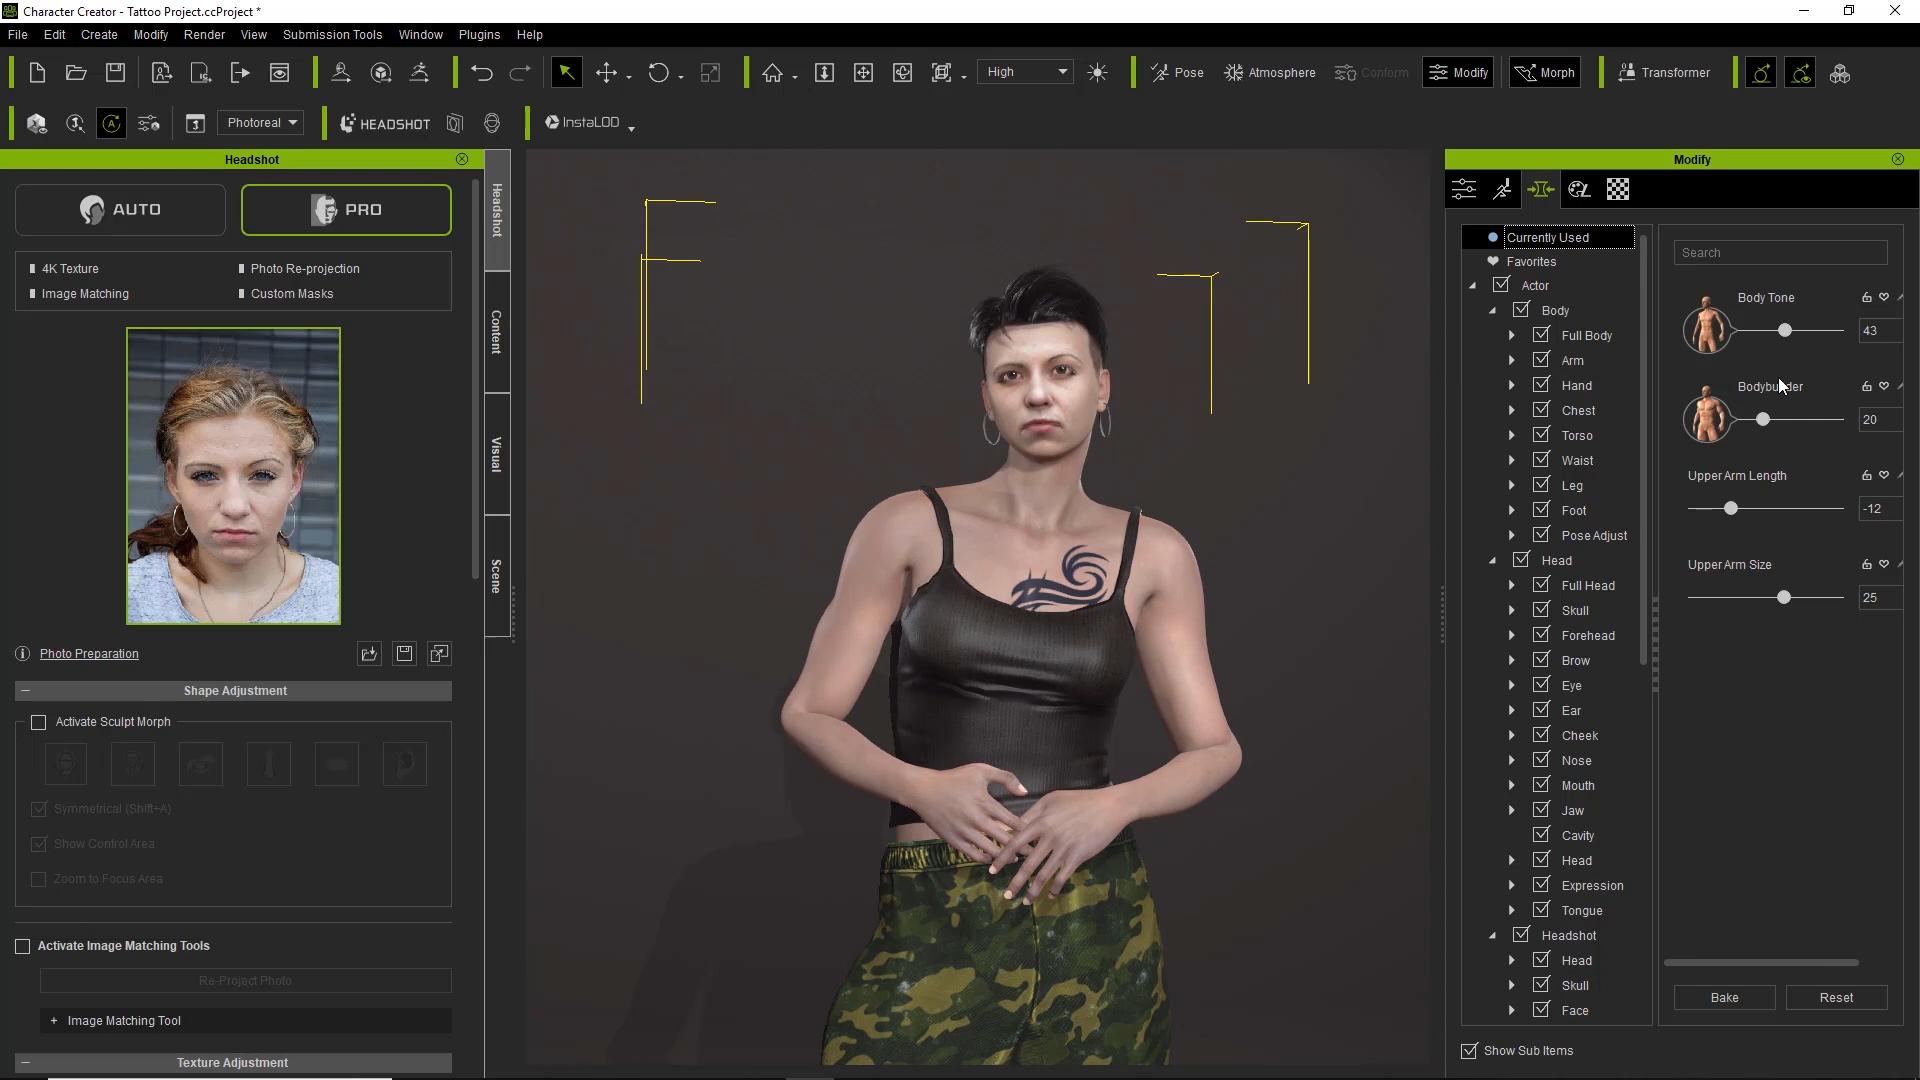 Character Creator - Tattoo Project.ccProject *
File Edit Create Modify Render View Submission Tools Window Plugins Help
High Pose Atmosphere Conform Modify Morph Transformer
Photoreal HEADSHOT InstaLOD
Headshot
AUTO PRO
4K Texture Photo Re-projection
Image Matching Custom Masks
Photo Preparation
Shape Adjustment
Activate Sculpt Morph
Symmetrical (Shift+A)
Show Control Area
Zoom to Focus Area
Activate Image Matching Tools
Re-Project Photo
+ Image Matching Tool
Texture Adjustment
Headshot
Content
Visual
Scene
Modify
Currently Used
Favorites
Actor
Body
Full Body
Arm
Hand
Chest
Torso
Waist
Leg
Foot
Pose Adjust
Head
Full Head
Skull
Forehead
Brow
Eye
Ear
Cheek
Nose
Mouth
Jaw
Cavity
Head
Expression
Tongue
Headshot
Head
Skull
Face
Show Sub Items
Search
Body Tone
43
Bodybuilder
20
Upper Arm Length
-12
Upper Arm Size
25
Bake Reset